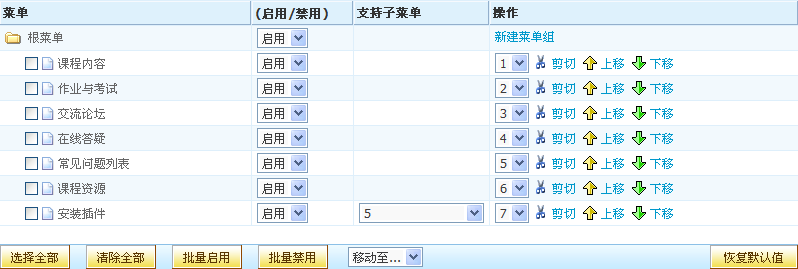 菜单 (启用/禁用) 支持子菜单 操作
根菜单 启用 新建菜单组
课程内容 启用 1 剪切 上移 下移
作业与考试 启用 2 剪切 上移 下移
交流论坛 启用 3 剪切 上移 下移
在线答疑 启用 4 剪切 上移 下移
常见问题列表 启用 5 剪切 上移 下移
课程资源 启用 6 剪切 上移 下移
安装插件 启用 5 7 剪切 上移 下移
选择全部 清除全部 批量启用 批量禁用 移动至... 恢复默认值